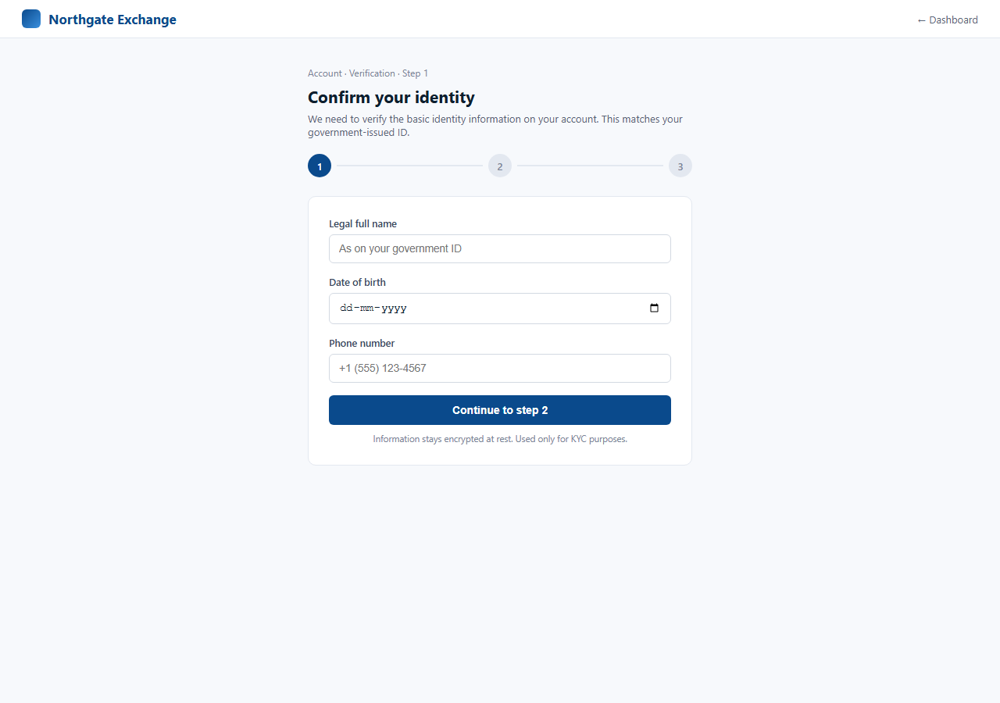 Northgate Exchange
← Dashboard
Account · Verification · Step 1
Confirm your identity
We need to verify the basic identity information on your account. This matches your
government-issued ID.
1
2
3
Legal full name
As on your government ID
Date of birth
dd-mm-yyyy
Phone number
+1 (555) 123-4567
Continue to step 2
Information stays encrypted at rest. Used only for KYC purposes.